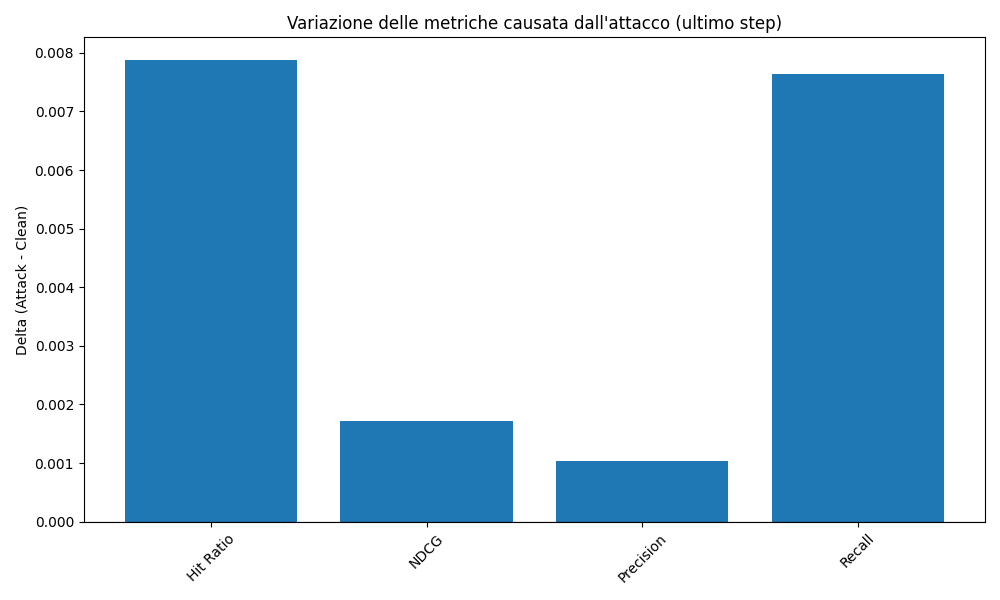 Variazione delle metriche causata dall'attacco (ultimo step)
Delta (Attack - Clean)
0.008
0.007
0.006
0.005
0.004
0.003
0.002
0.001
0.000
Hit Ratio
NDCG
Precision
Recall